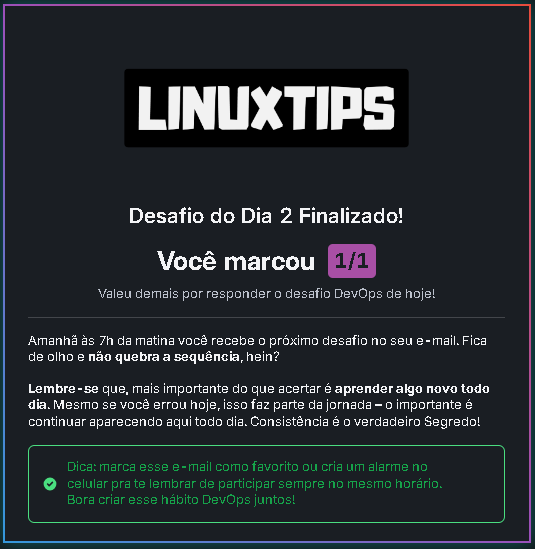 LINUXTIPS
Desafio do Dia 2 Finalizado!
Você marcou 1/1
Valeu demais por responder o desafio DevOps de hoje!
Amanhã às 7h da matina você recebe o próximo desafio no seu e-mail. Fica
de olho e não quebra a sequência, hein?
Lembre-se que, mais importante do que acertar é aprender algo novo todo
dia. Mesmo se você errou hoje, isso faz parte da jornada – o importante é
continuar aparecendo aqui todo dia. Consistência é o verdadeiro Segredo!
Dica: marca esse e-mail como favorito ou cria um alarme no
celular pra te lembrar de participar sempre no mesmo horário.
Bora criar esse hábito DevOps juntos!